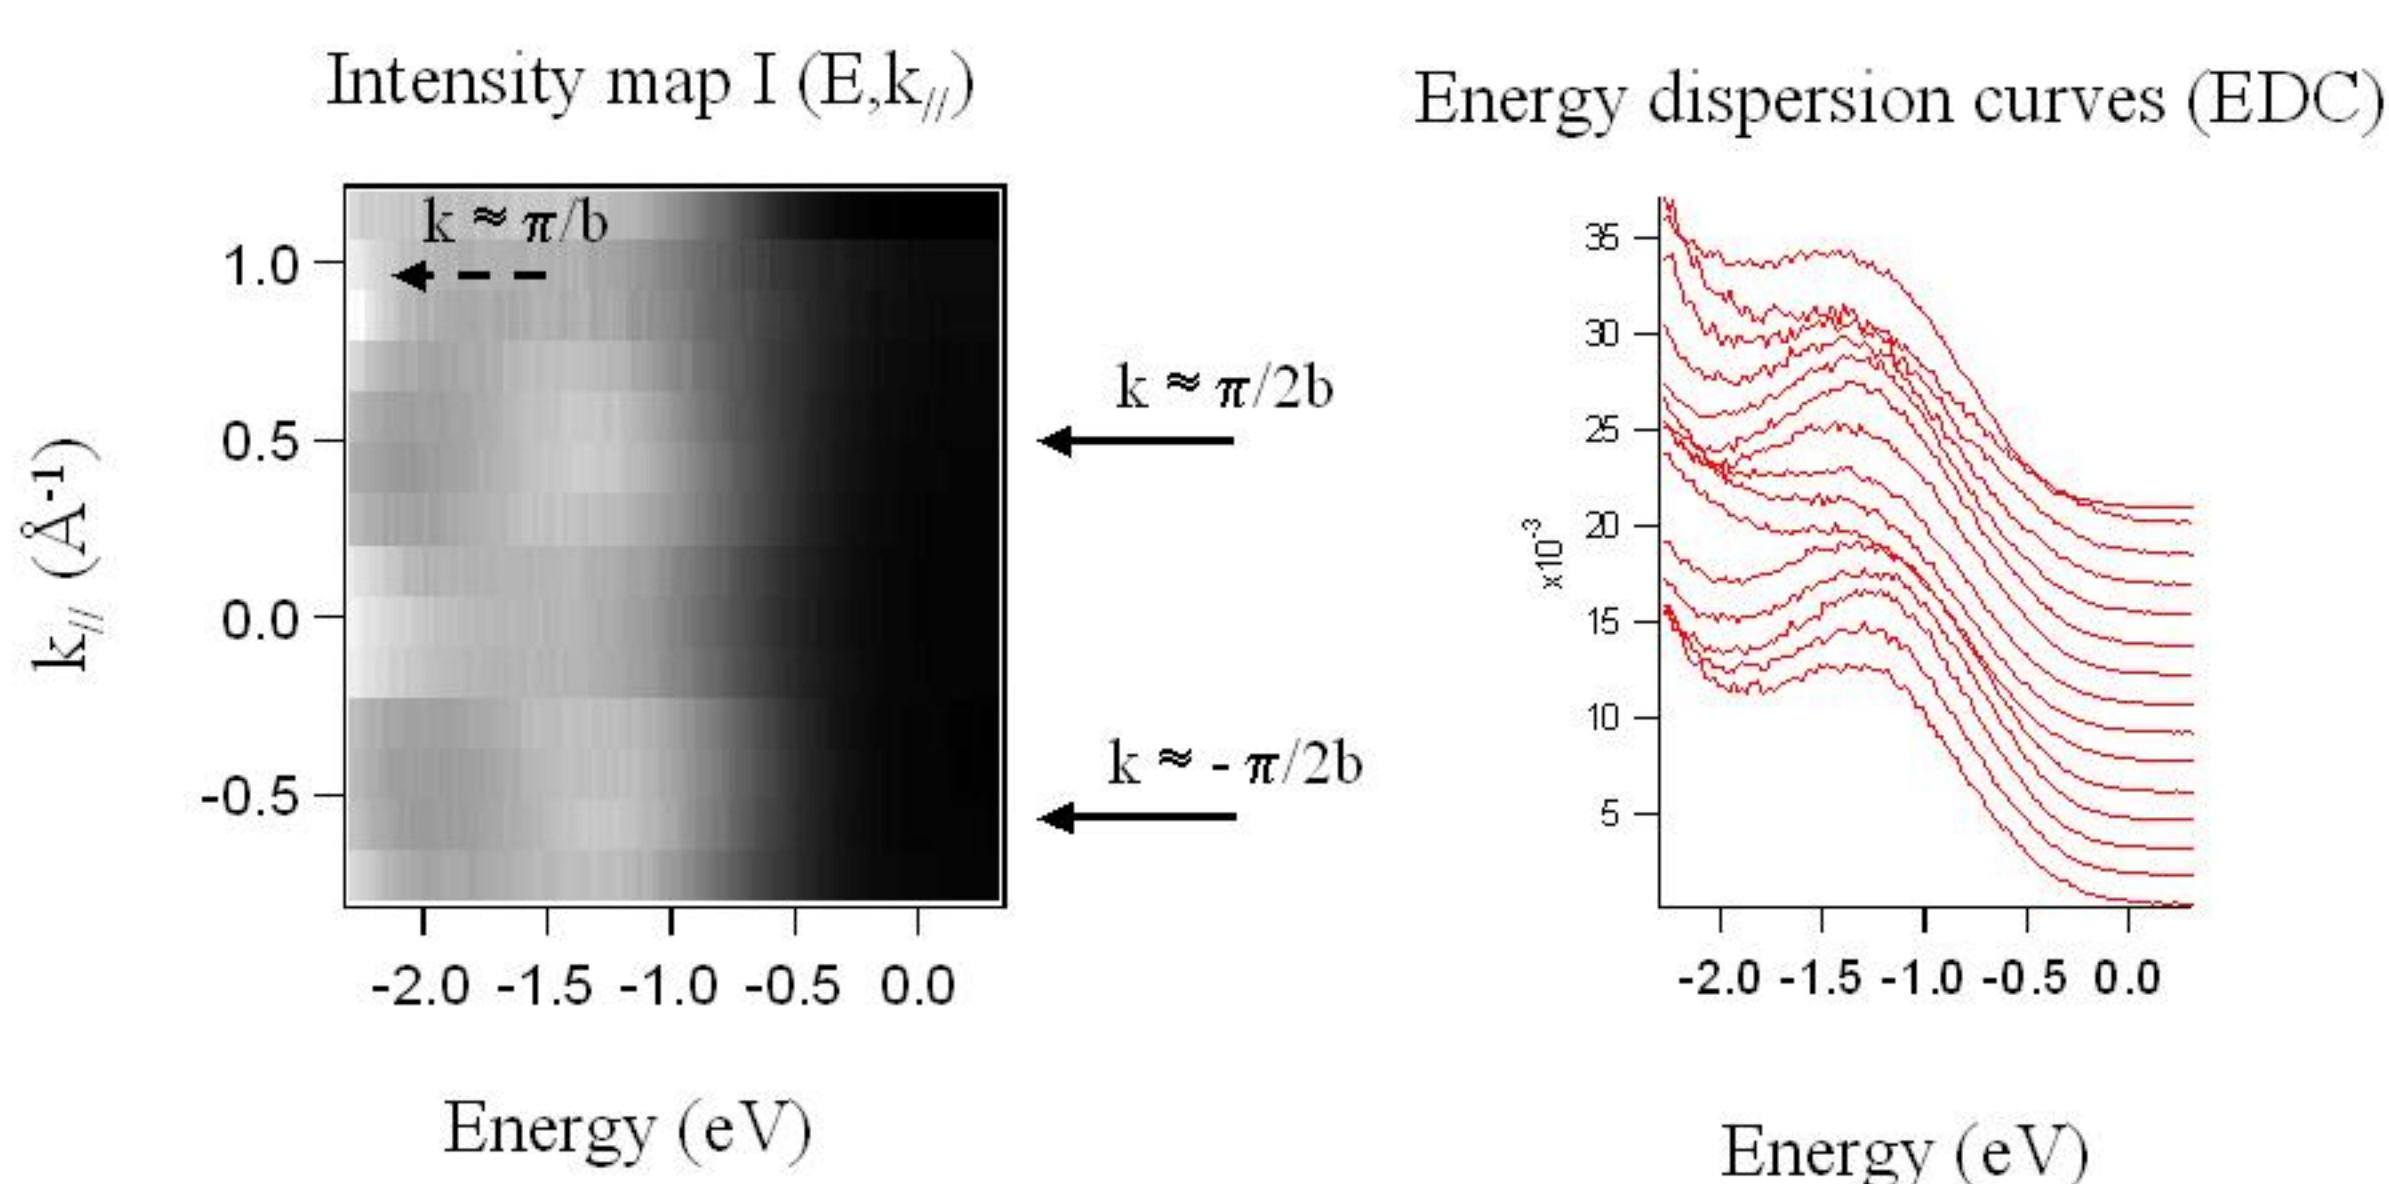 Intensity map I (E,k//)
k ≈ π/b
1.0
0.5
0.0
-0.5
k// (Å-1)
-2.0 -1.5 -1.0 -0.5 0.0
Energy (eV)
k ≈ π/2b
k ≈ - π/2b
Energy dispersion curves (EDC)
35
30
25
20
15
10
5
x10-3
-2.0 -1.5 -1.0 -0.5 0.0
Energy (eV)